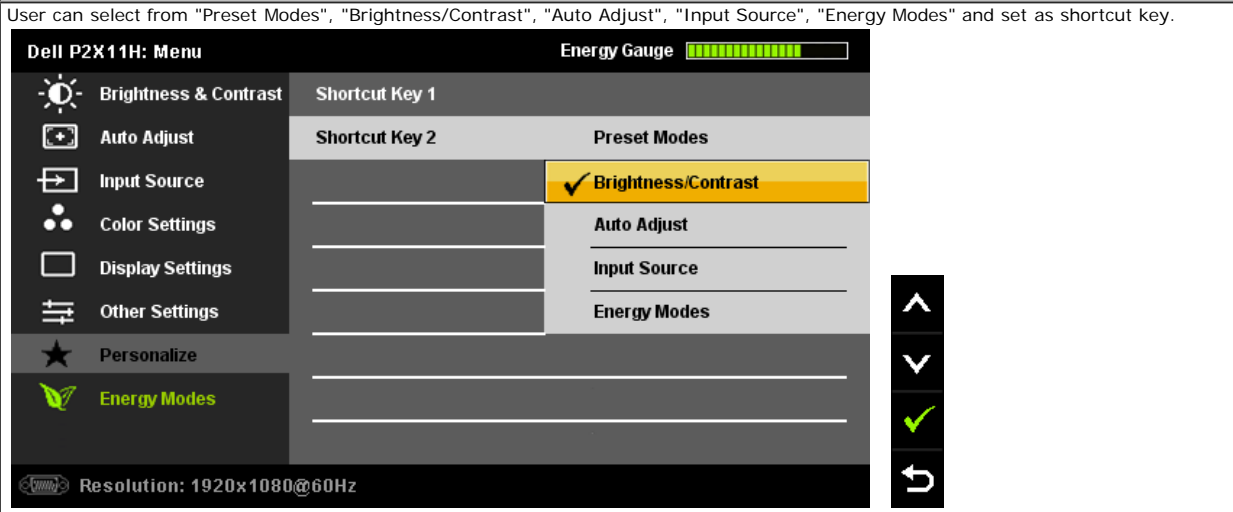 User can select from "Preset Modes", "Brightness/Contrast", "Auto Adjust", "Input Source", "Energy Modes" and set as shortcut key.
Dell P2X11H: Menu Energy Gauge
Brightness & Contrast Shortcut Key 1
Auto Adjust Shortcut Key 2 Preset Modes
Input Source Brightness/Contrast
Color Settings Auto Adjust
Display Settings Input Source
Other Settings Energy Modes
Personalize
Energy Modes
Resolution: 1920x1080@60Hz